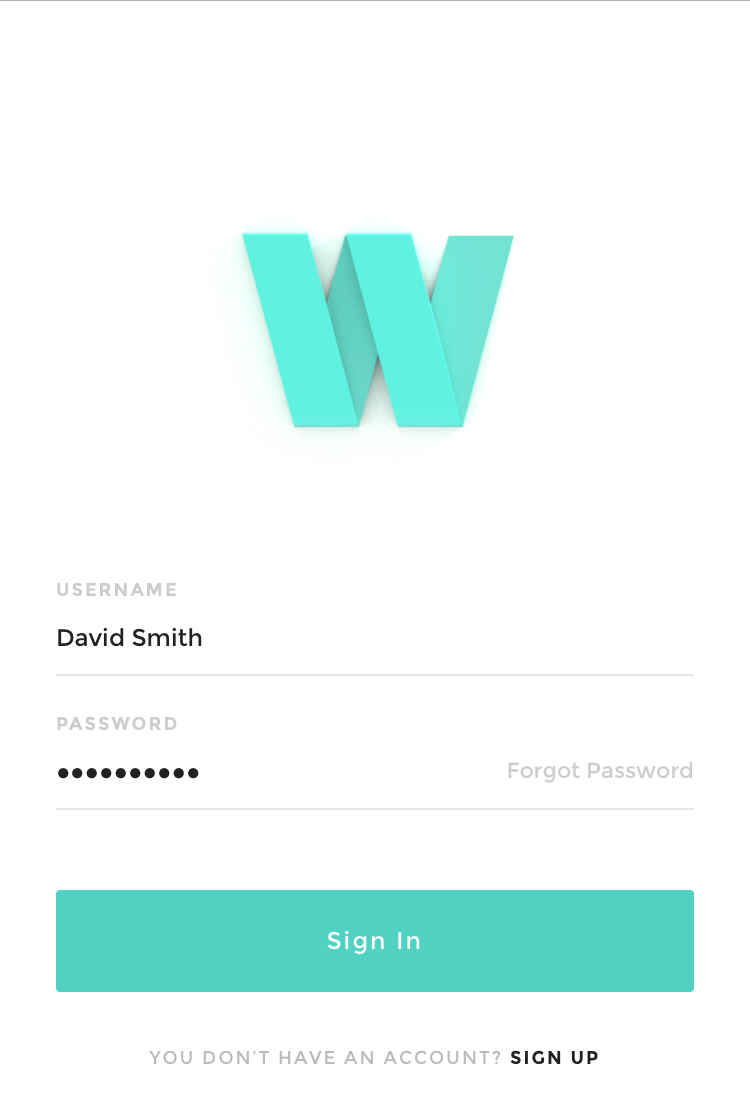 W
USERNAME
David Smith
PASSWORD
●●●●●●●●●● Forgot Password
Sign In
YOU DON'T HAVE AN ACCOUNT? SIGN UP